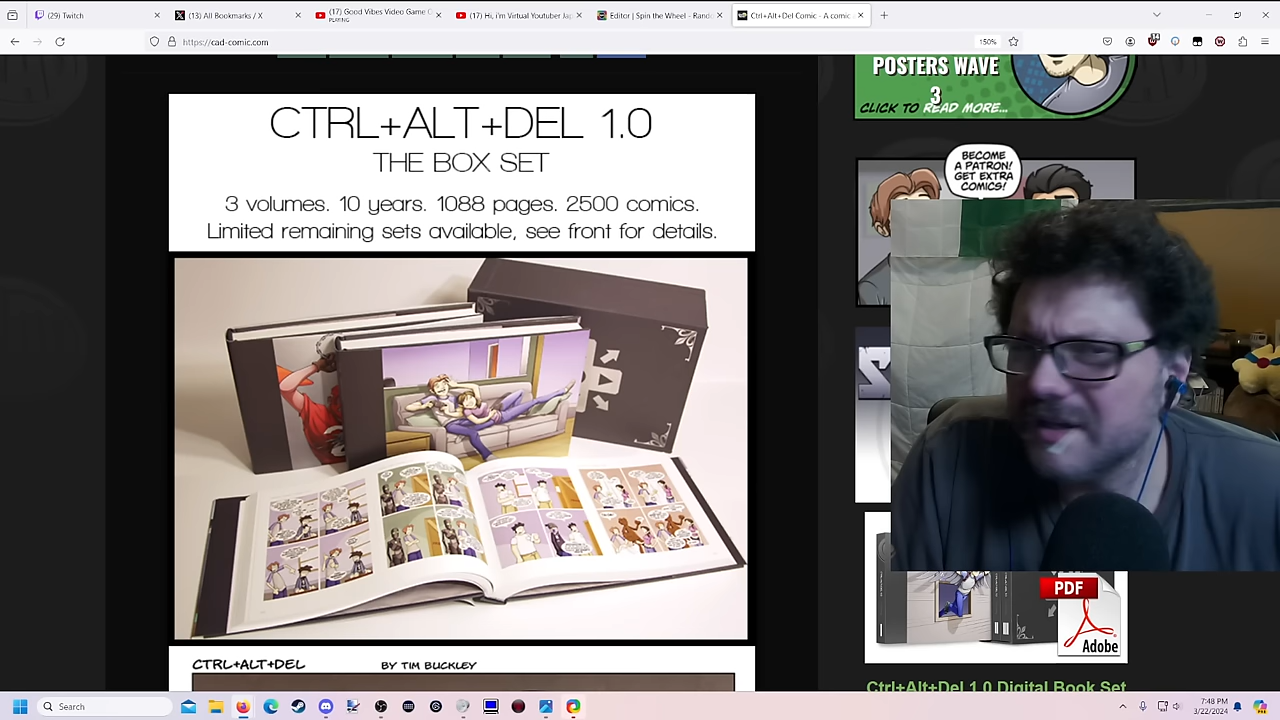 (29) Twitch
(13) All Bookmarks / X
(17) Good Vibes Video Game C
PLAYING
(17) Hi, i'm Virtual Youtuber Jap
Editor | Spin the Wheel - Rando
Ctrl+Alt+Del Comic - A comic
https://cad-comic.com
150%
POSTERS WAVE
3
CLICK TO READ MORE...
CTRL+ALT+DEL 1.0
THE BOX SET
3 volumes. 10 years. 1088 pages. 2500 comics.
Limited remaining sets available, see front for details.
BECOME
A PATRON!
GET EXTRA
COMICS!
PDF
Adobe
CTRL+ALT+DEL
BY TIM BUCKLEY
Ctrl+Alt+Del 1.0 Digital Book Set
Search
7:48 PM
3/22/2024